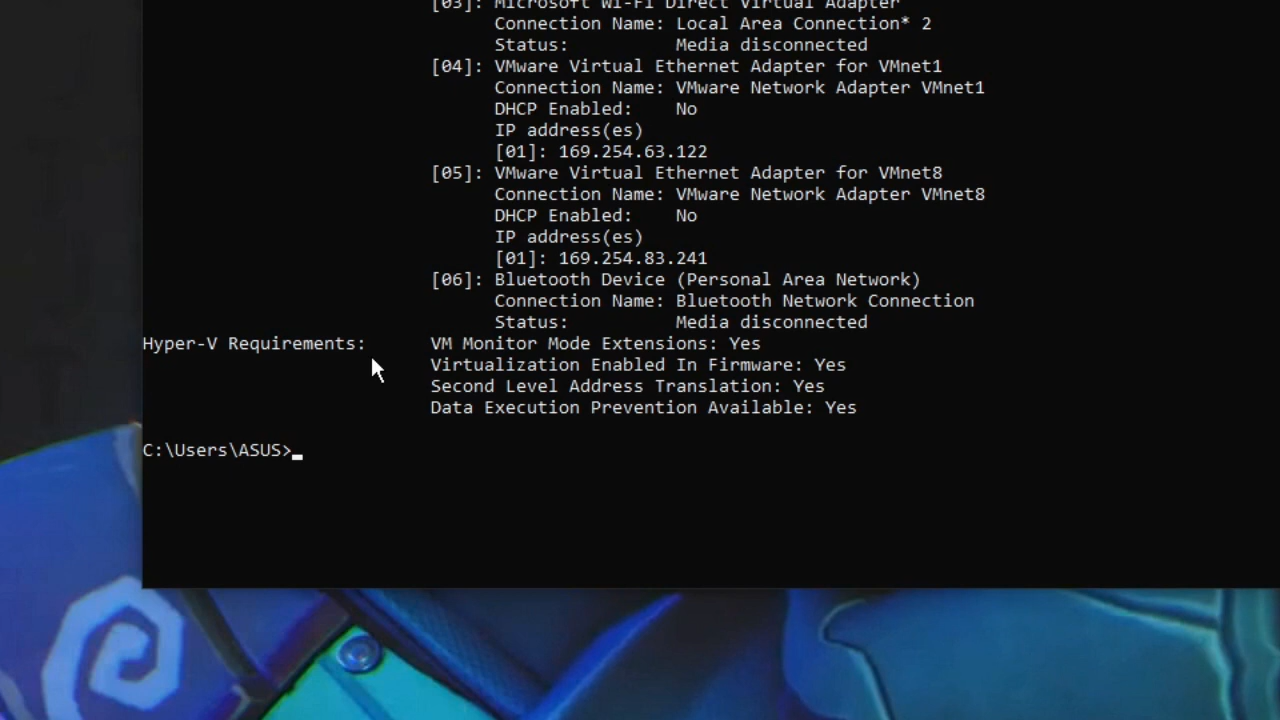 [03]: Microsoft Wi-Fi Direct Virtual Adapter
Connection Name: Local Area Connection* 2
Status: Media disconnected
[04]: VMware Virtual Ethernet Adapter for VMnet1
Connection Name: VMware Network Adapter VMnet1
DHCP Enabled: No
IP address(es)
[01]: 169.254.63.122
[05]: VMware Virtual Ethernet Adapter for VMnet8
Connection Name: VMware Network Adapter VMnet8
DHCP Enabled: No
IP address(es)
[01]: 169.254.83.241
[06]: Bluetooth Device (Personal Area Network)
Connection Name: Bluetooth Network Connection
Status: Media disconnected
Hyper-V Requirements: VM Monitor Mode Extensions: Yes
Virtualization Enabled In Firmware: Yes
Second Level Address Translation: Yes
Data Execution Prevention Available: Yes
C:\Users\ASUS>